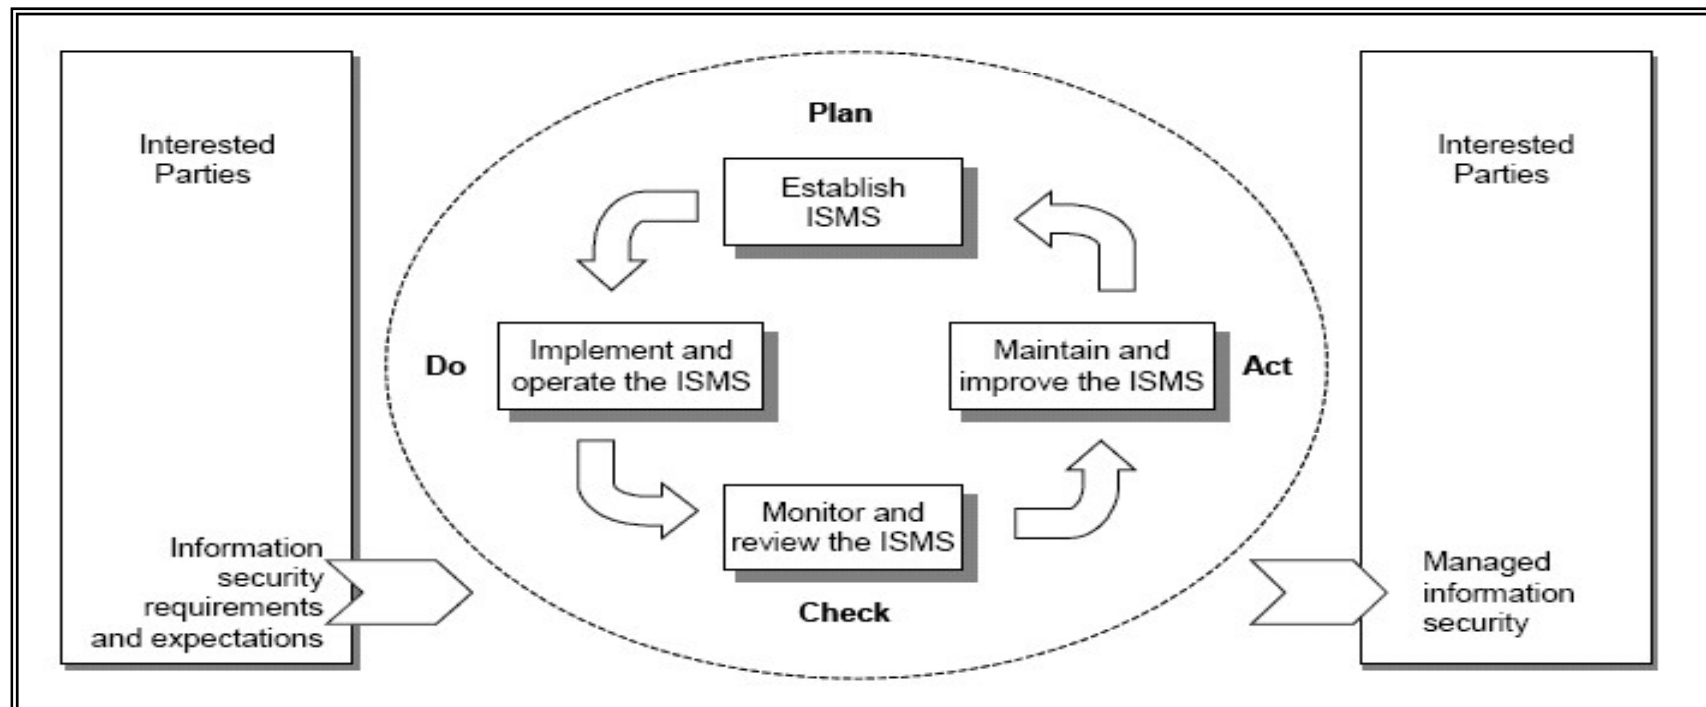 Interested
Parties
Information
security
requirements
and expectations
Plan
Establish
ISMS
Do
Implement and
operate the ISMS
Maintain and
improve the ISMS
Act
Monitor and
review the ISMS
Check
Interested
Parties
Managed
information
security